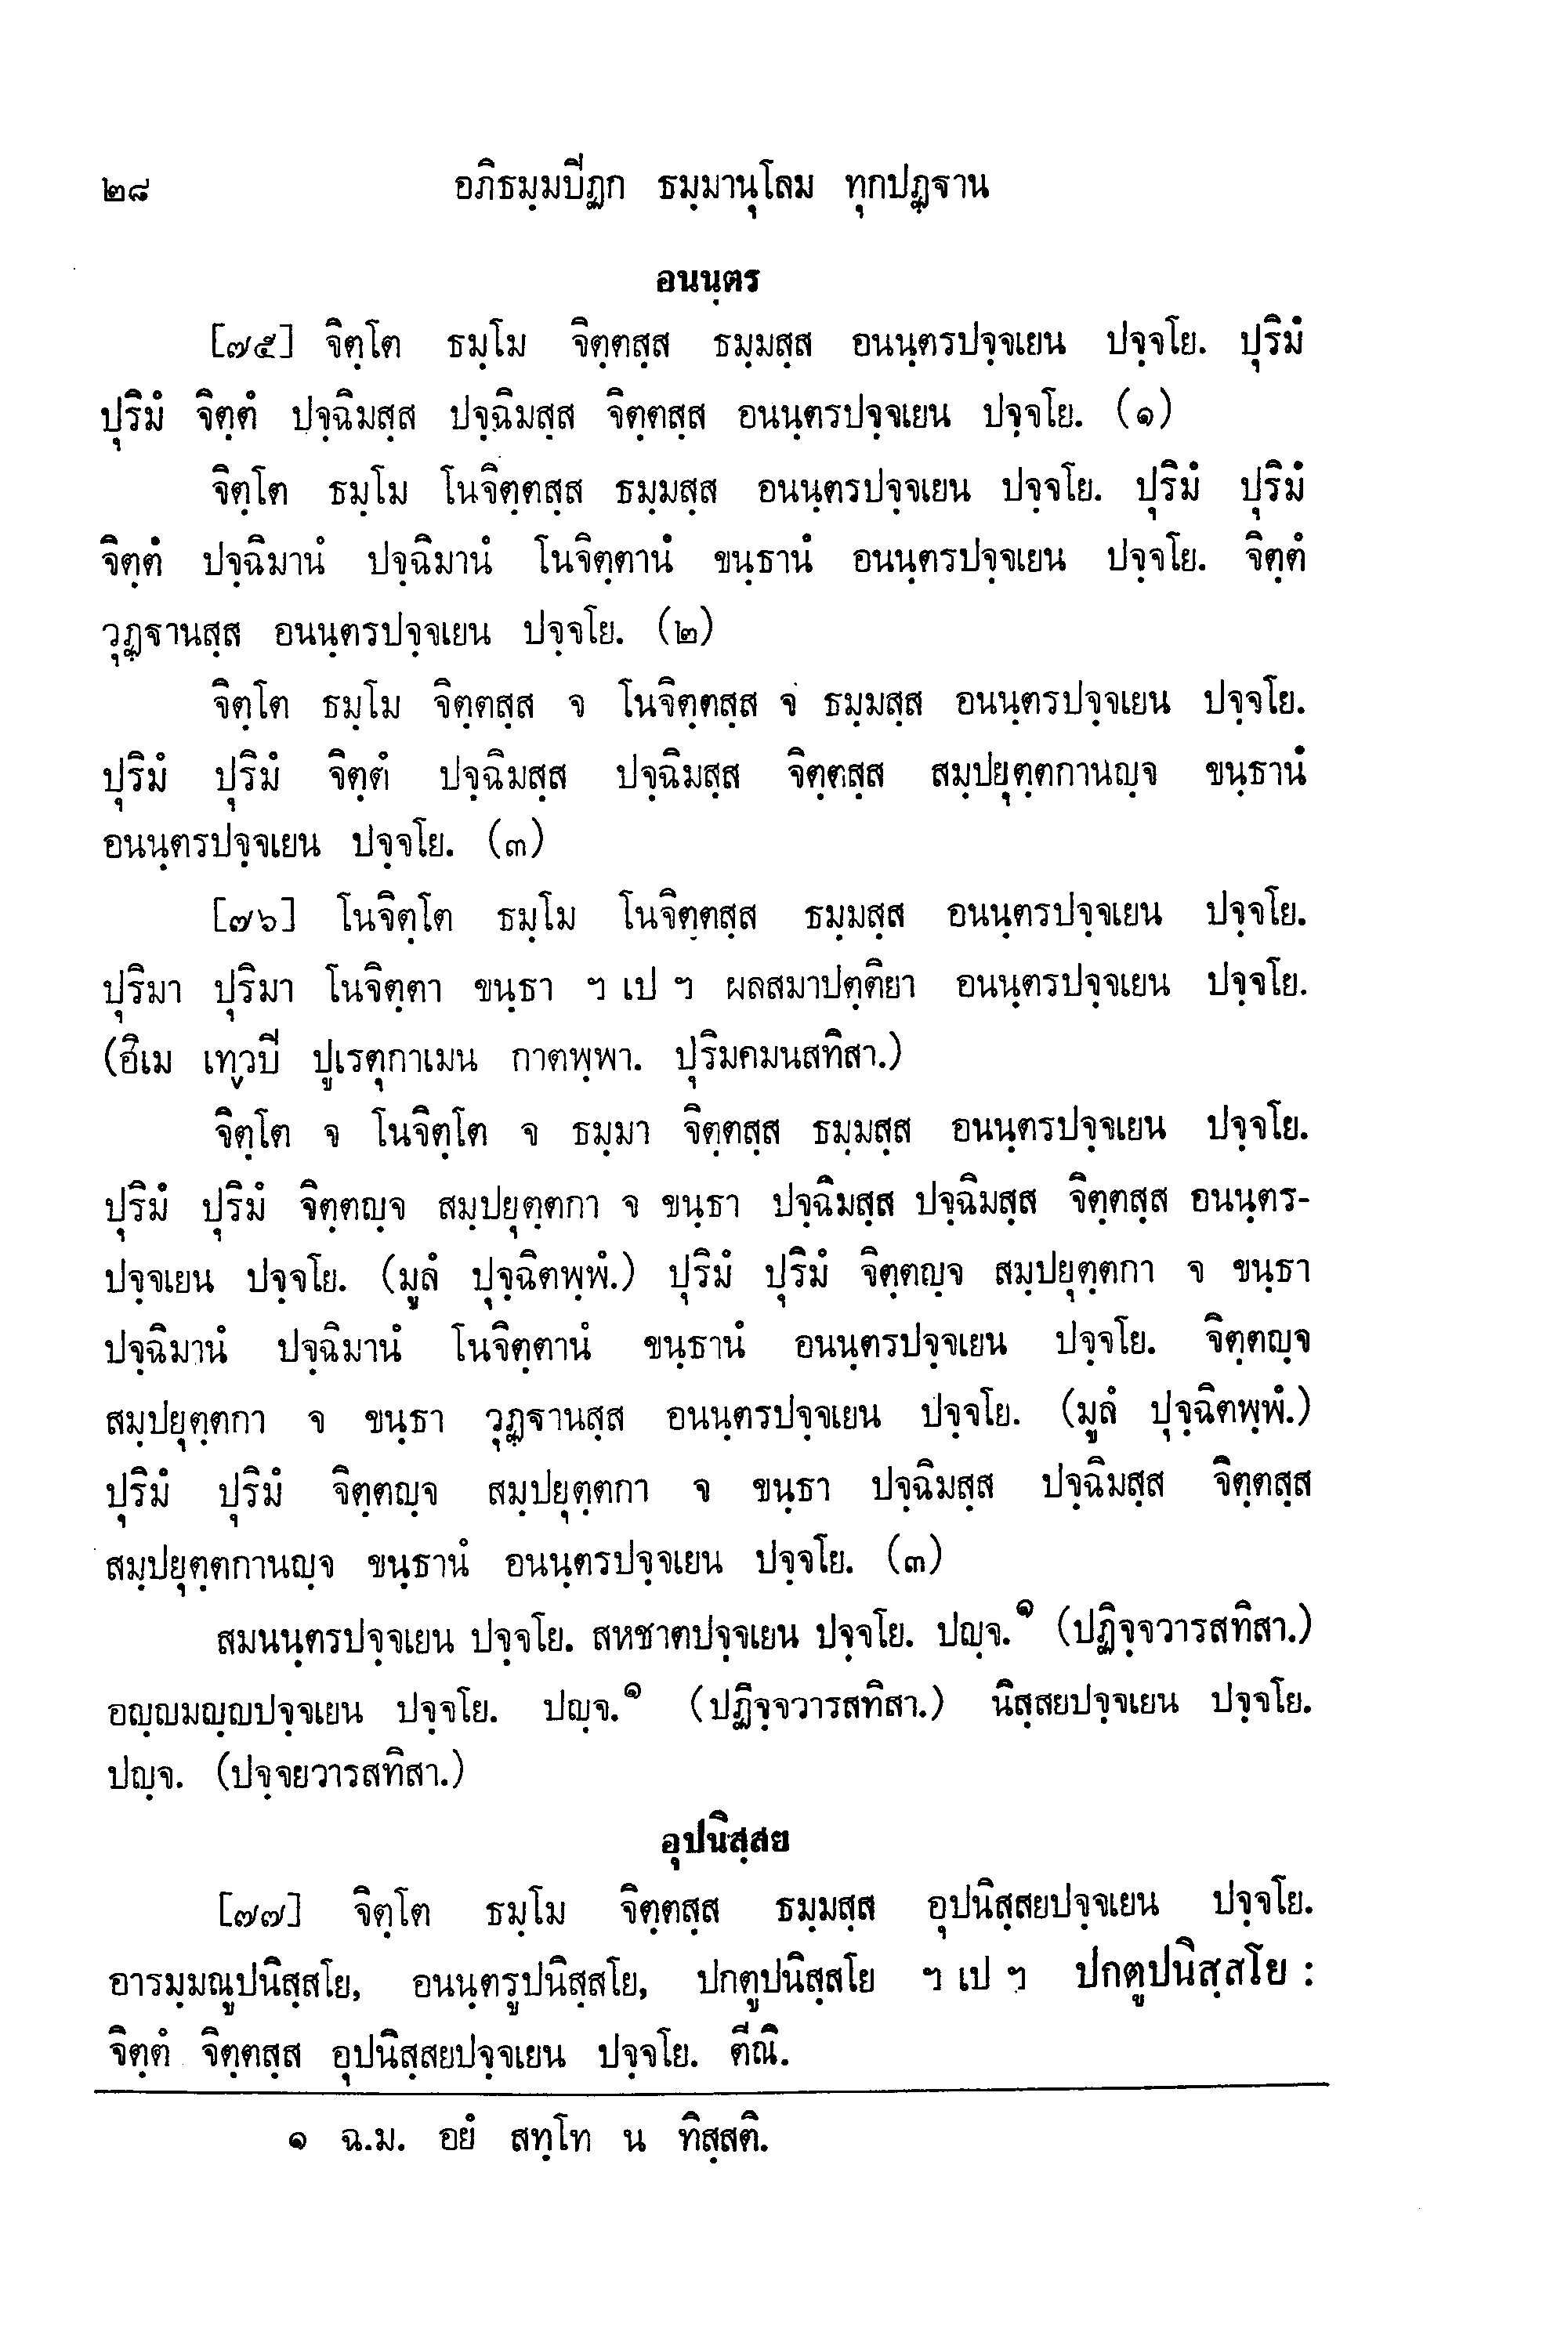 ๒๘ อภิธมฺมปีฏก ธมฺมานุโลม ทุกปฏฺฐาน
อนนฺตร
[๗๕] จิตฺโต ธมฺโม จิตฺตสฺส ธมฺมสฺส อนนฺตรปจฺจเยน ปจฺจโย. ปุริมํ
ปุริมํ จิตฺตํ ปจฺฉิมสฺส ปจฺฉิมสฺส จิตฺตสฺส อนนฺตรปจฺจเยน ปจฺจโย. (๑)
จิตฺโต ธมฺโม โนจิตฺตสฺส ธมฺมสฺส อนนฺตรปจฺจเยน ปจฺจโย. ปุริมํ ปุริมํ
จิตฺตํ ปจฺฉิมานํ ปจฺฉิมานํ โนจิตฺตานํ ขนฺธานํ อนนฺตรปจฺจเยน ปจฺจโย. จิตฺตํ
วุฏฺฐานสฺส อนนฺตรปจฺจเยน ปจฺจโย. (๒)
จิตฺโต ธมฺโม จิตฺตสฺส จ โนจิตฺตสฺส จ ธมฺมสฺส อนนฺตรปจฺจเยน ปจฺจโย.
ปุริมํ ปุริมํ จิตฺตํ ปจฺฉิมสฺส ปจฺฉิมสฺส จิตฺตสฺส สมฺปยุตฺตกานญฺจ ขนฺธานํ
อนนฺตรปจฺจเยน ปจฺจโย. (๓)
[๗๖] โนจิตฺโต ธมฺโม โนจิตฺตสฺส ธมฺมสฺส อนนฺตรปจฺจเยน ปจฺจโย.
ปุริมา ปุริมา โนจิตฺตา ขนฺธา ฯ เป ฯ ผลสมาปตฺติยา อนนฺตรปจฺจเยน ปจฺจโย.
(อิเม เทฺวปี ปูเรตุกาเมน กาตพฺพา. ปุริมคมนสทิสา.)
จิตฺโต จ โนจิตฺโต จ ธมฺมา จิตฺตสฺส ธมฺมสฺส อนนฺตรปจฺจเยน ปจฺจโย.
ปุริมํ ปุริมํ จิตฺตญฺจ สมฺปยุตฺตกา จ ขนฺธา ปจฺฉิมสฺส ปจฺฉิมสฺส จิตฺตสฺส อนนฺตร-
ปจฺจเยน ปจฺจโย. (มูลํ ปุจฺฉิตพฺพํ.) ปุริมํ ปุริมํ จิตฺตญฺจ สมฺปยุตฺตกา จ ขนฺธา
ปจฺฉิมานํ ปจฺฉิมานํ โนจิตฺตานํ ขนฺธานํ อนนฺตรปจฺจเยน ปจฺจโย. จิตฺตญฺจ
สมฺปยุตฺตกา จ ขนฺธา วุฏฺฐานสฺส อนนฺตรปจฺจเยน ปจฺจโย. (มูลํ ปุจฺฉิตพฺพํ.)
ปุริมํ ปุริมํ จิตฺตญฺจ สมฺปยุตฺตกา จ ขนฺธา ปจฺฉิมสฺส ปจฺฉิมสฺส จิตฺตสฺส
สมฺปยุตฺตกานญฺจ ขนฺธานํ อนนฺตรปจฺจเยน ปจฺจโย. (๓)
สมนนฺตรปจฺจเยน ปจฺจโย. สหชาตปจฺจเยน ปจฺจโย. ปญฺจ.๑ (ปฏิจฺจวารสทิสา.)
อญฺญมญฺญปจฺจเยน ปจฺจโย. ปญฺจ.๑ (ปฏิจฺจวารสทิสา.) นิสฺสยปจฺจเยน ปจฺจโย.
ปญฺจ. (ปจฺจยวารสทิสา.)
อุปนิสฺสย
[๗๗] จิตฺโต ธมฺโม จิตฺตสฺส ธมฺมสฺส อุปนิสฺสยปจฺจเยน ปจฺจโย.
อารมฺมณูปนิสฺสโย, อนนฺตรูปนิสฺสโย, ปกตูปนิสฺสโย ฯ เป ฯ ปกตูปนิสฺสโย :
จิตฺตํ จิตฺตสฺส อุปนิสฺสยปจฺจเยน ปจฺจโย. ตีณิ.
๑ ฉ.ม. อยํ สทฺโท น ทิสฺสติ.